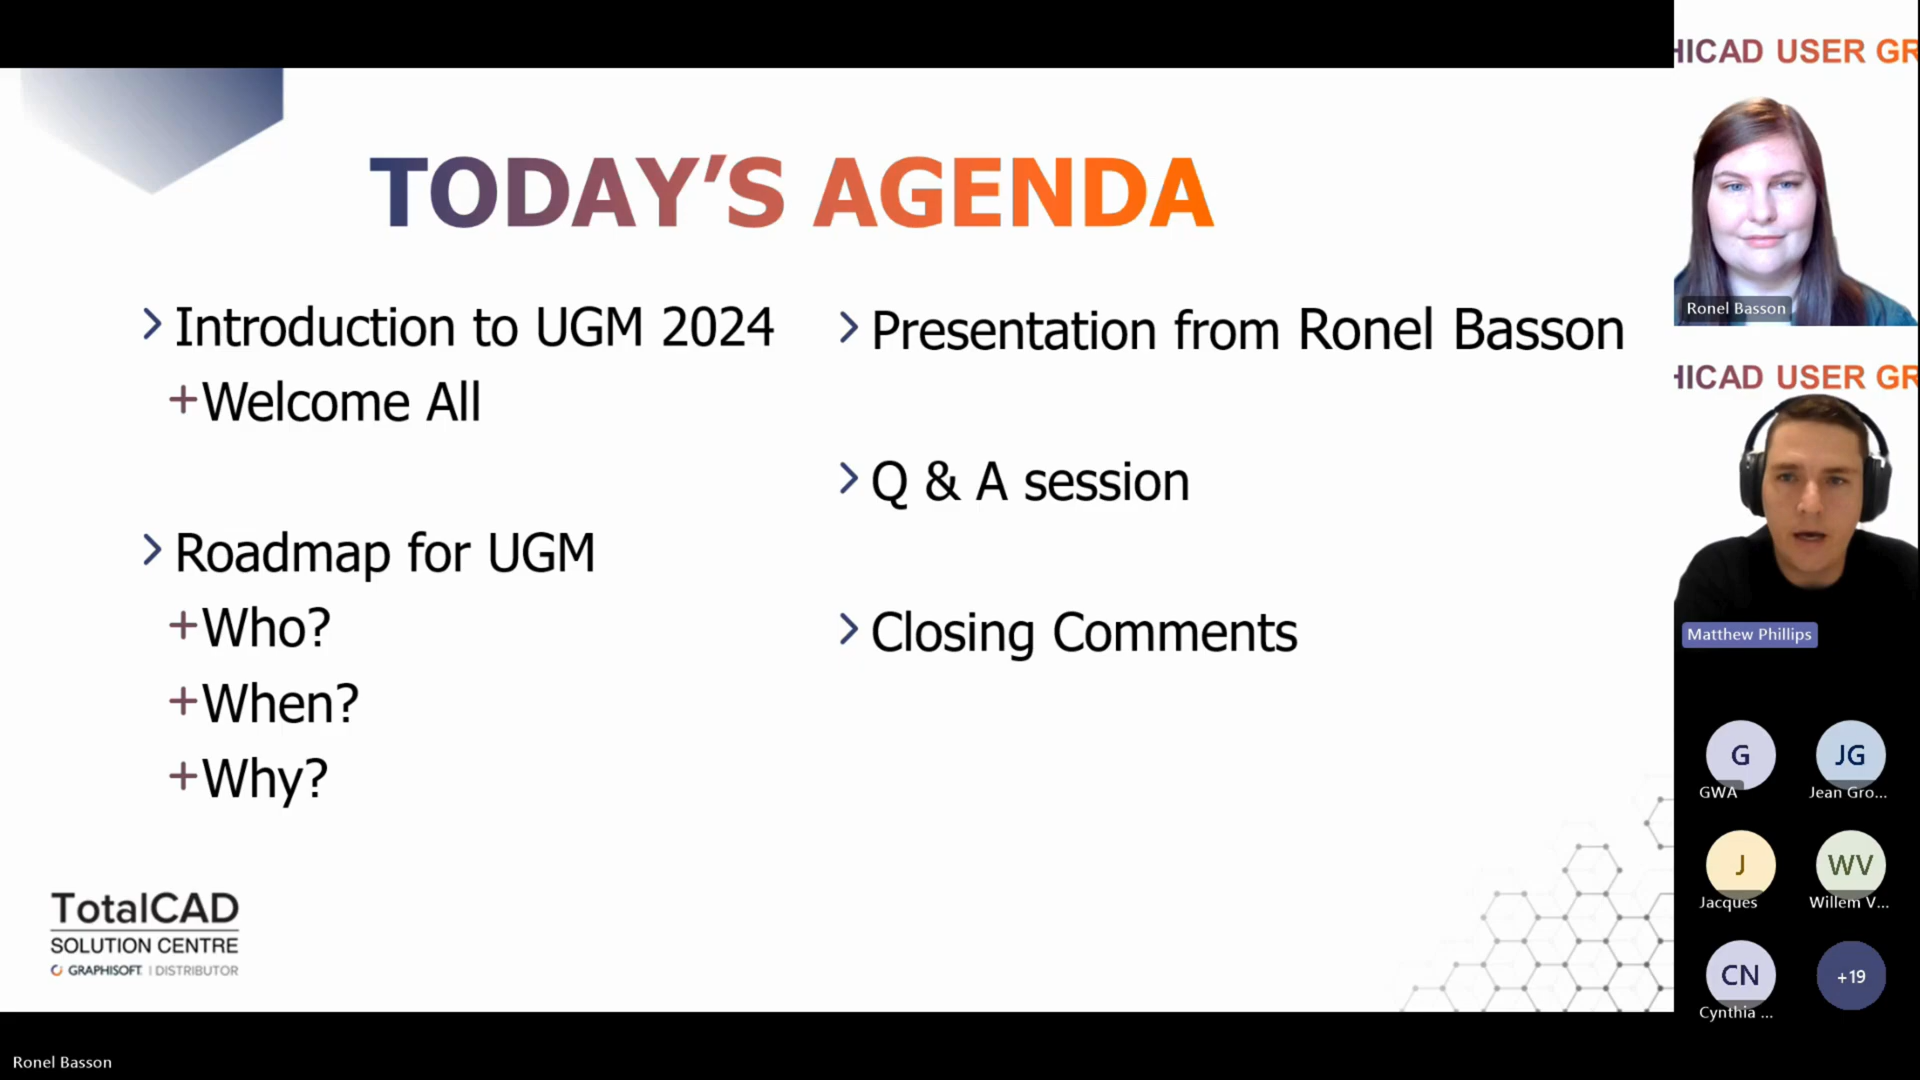 TODAY’S AGENDA
Introduction to UGM 2024
+Welcome All
Roadmap for UGM
+Who?
+When?
+Why?
Presentation from Ronel Basson
Q & A session
Closing Comments
TotalCAD
SOLUTION CENTRE
GRAPHISOFT | DISTRIBUTOR
HICAD USER GR
Ronel Basson
HICAD USER GR
Matthew Phillips
G
GWA
JG
Jean Gro...
J
Jacques
WV
Willem V...
CN
Cynthia ...
+19
Ronel Basson